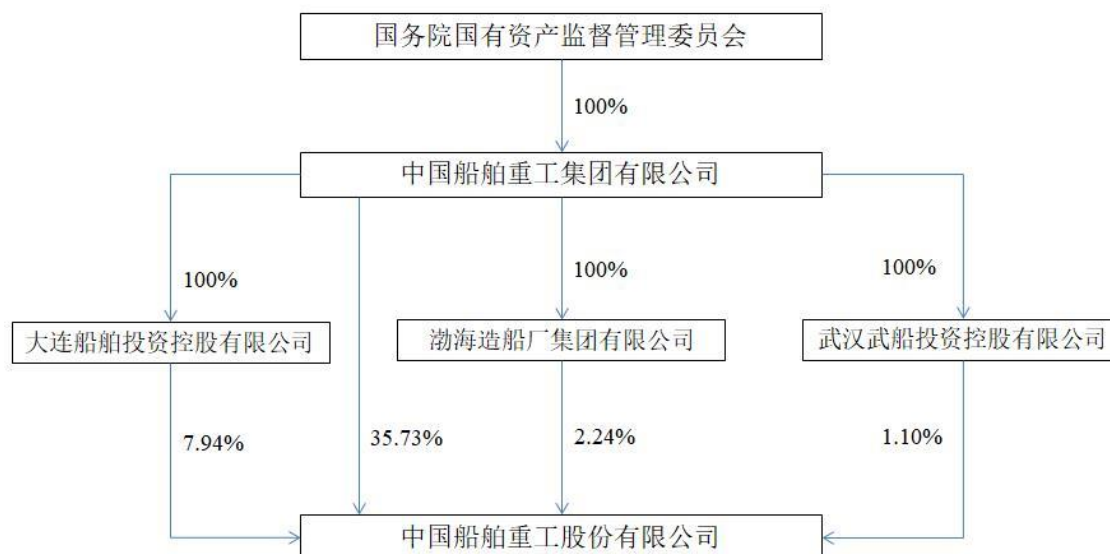 国务院国有资产监督管理委员会
100%
中国船舶重工集团有限公司
100%
100%
100%
大连船舶投资控股有限公司
渤海造船厂集团有限公司
武汉武船投资控股有限公司
7.94%
35.73%
2.24%
1.10%
中国船舶重工股份有限公司